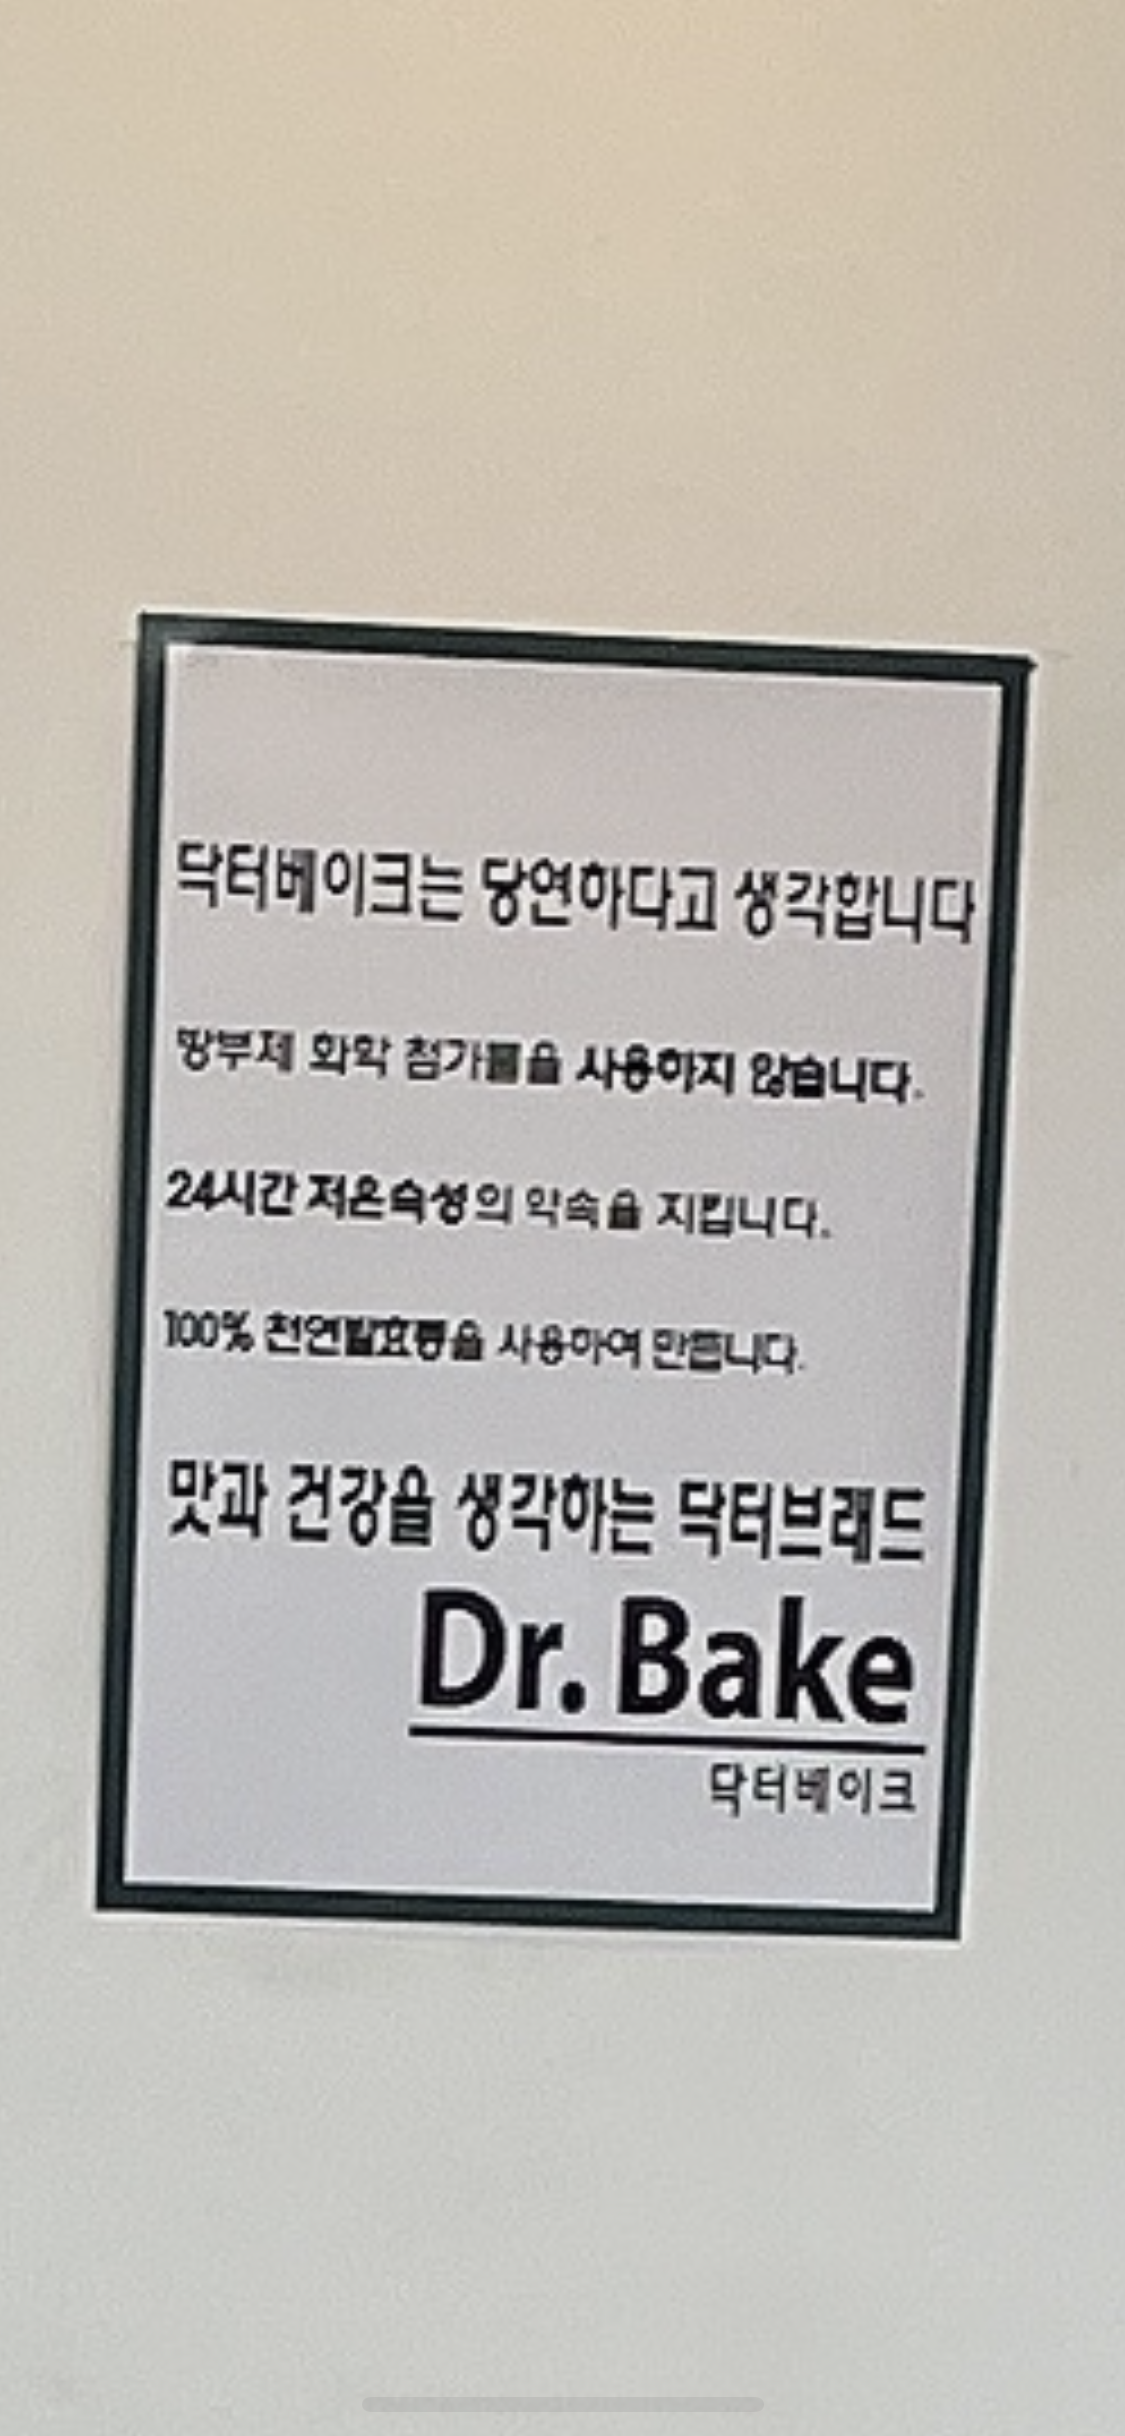 닥터베이크는 당연하다고 생각합니다
방부제 화학 첨가물을 사용하지 않습니다.
24시간 저온숙성의 약속을 지킵니다.
100% 천연발효종을 사용하여 만듭니다.
맛과 건강을 생각하는 닥터브래드
Dr. Bake
닥터베이크